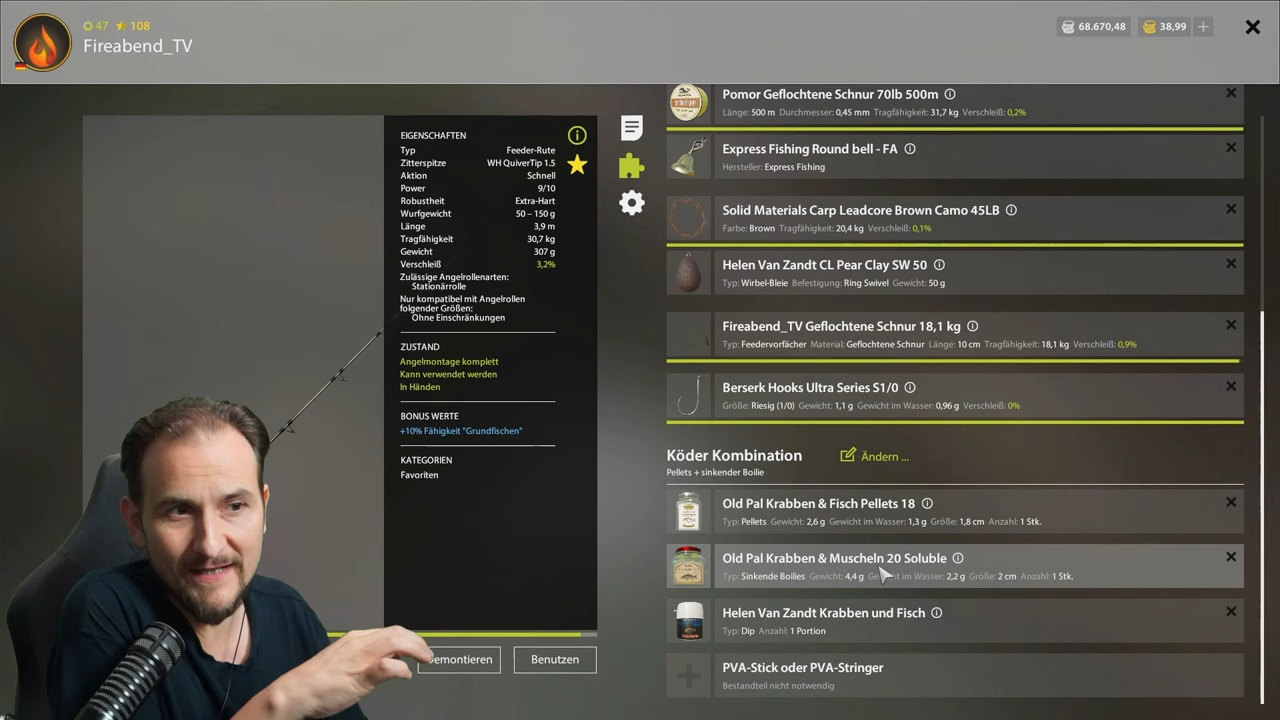 47 108
Fireabend_TV
68.670,48
38,99
EIGENSCHAFTEN
Typ Feeder-Rute
Zitterspitze WH QuiverTip 1.5
Aktion Schnell
Power 9/10
Robustheit Extra-Hart
Wurfgewicht 50 – 150 g
Länge 3,9 m
Tragfähigkeit 30,7 kg
Gewicht 307 g
Verschleiß 3,2%
Zulässige Angelrollenarten:
Stationärrolle
Nur kompatibel mit Angelrollen
folgender Größen:
Ohne Einschränkungen
ZUSTAND
Angelmontage komplett
Kann verwendet werden
In Händen
BONUS WERTE
+10% Fähigkeit "Grundfischen"
KATEGORIEN
Favoriten
Benutzen
Pomor Geflochtene Schnur 70lb 500m
Länge: 500 m Durchmesser: 0,45 mm Tragfähigkeit: 31,7 kg Verschleiß: 0,2%
Express Fishing Round bell - FA
Hersteller: Express Fishing
Solid Materials Carp Leadcore Brown Camo 45LB
Farbe: Brown Tragfähigkeit: 20,4 kg Verschleiß: 0,1%
Helen Van Zandt CL Pear Clay SW 50
Typ: Wirbel-Bleie Befestigung: Ring Swivel Gewicht: 50 g
Fireabend_TV Geflochtene Schnur 18,1 kg
Typ: Feedervorfächer Material: Geflochtene Schnur Länge: 10 cm Tragfähigkeit: 18,1 kg Verschleiß: 0,9%
Berserk Hooks Ultra Series S1/0
Größe: Riesig (1/0) Gewicht: 1,1 g Gewicht im Wasser: 0,96 g Verschleiß: 0%
Köder Kombination Ändern ...
Pellets + sinkender Boilie
Old Pal Krabben & Fisch Pellets 18
Typ: Pellets Gewicht: 2,6 g Gewicht im Wasser: 1,3 g Größe: 1,8 cm Anzahl: 1 Stk.
Old Pal Krabben & Muscheln 20 Soluble
Typ: Sinkende Boilies Gewicht: 4,4 g im Wasser: 2,2 g Größe: 2 cm Anzahl: 1 Stk.
Helen Van Zandt Krabben und Fisch
Typ: Dip Anzahl: 1 Portion
PVA-Stick oder PVA-Stringer
Bestandteil nicht notwendig